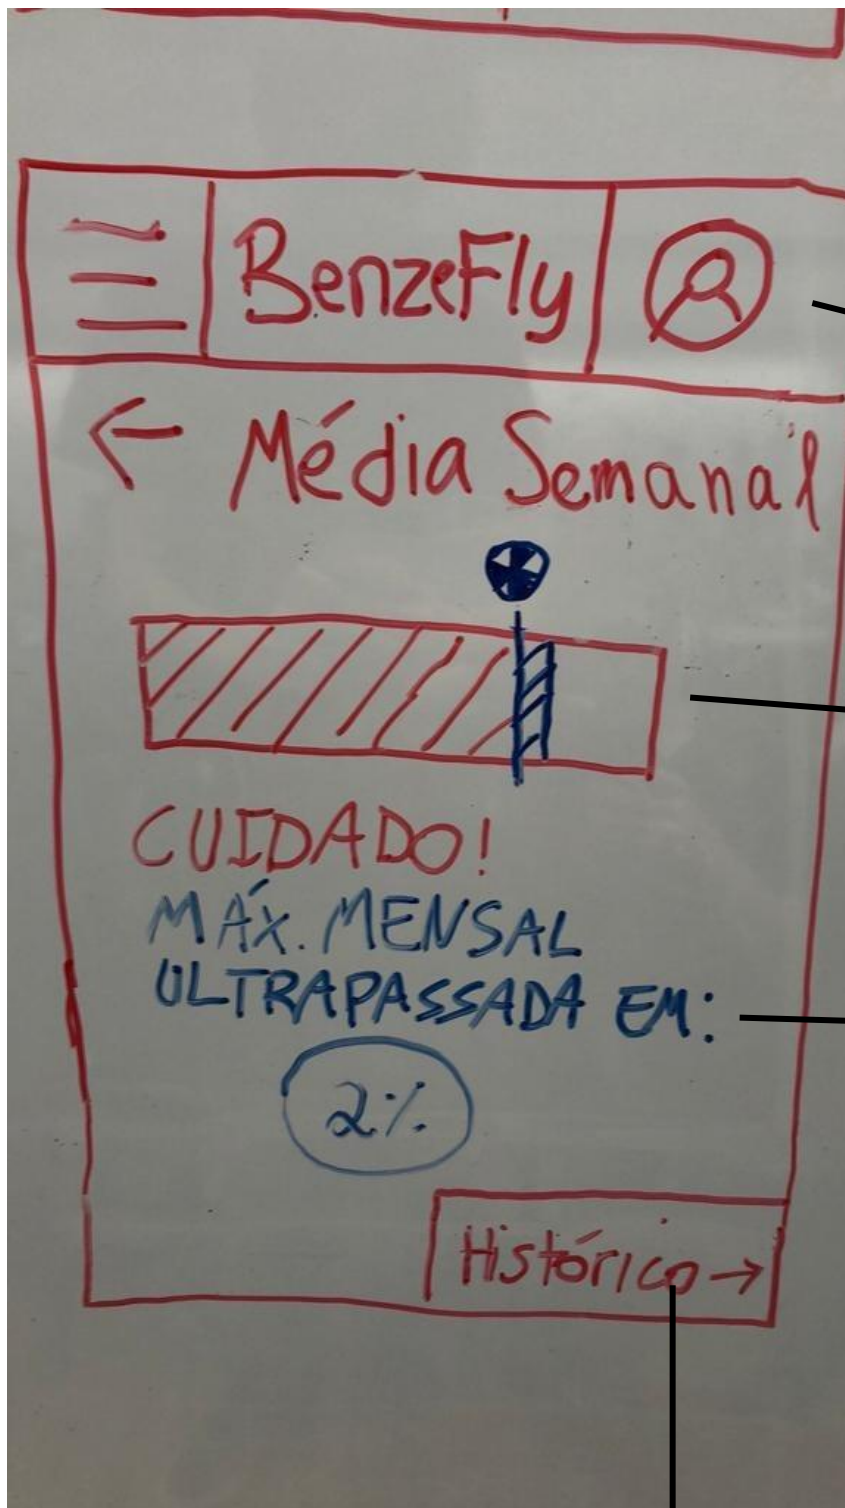 BenzeFly
← Média Semanal
CUIDADO!
MÁX. MENSAL
ULTRAPASSADA EM:
2%
Histórico →